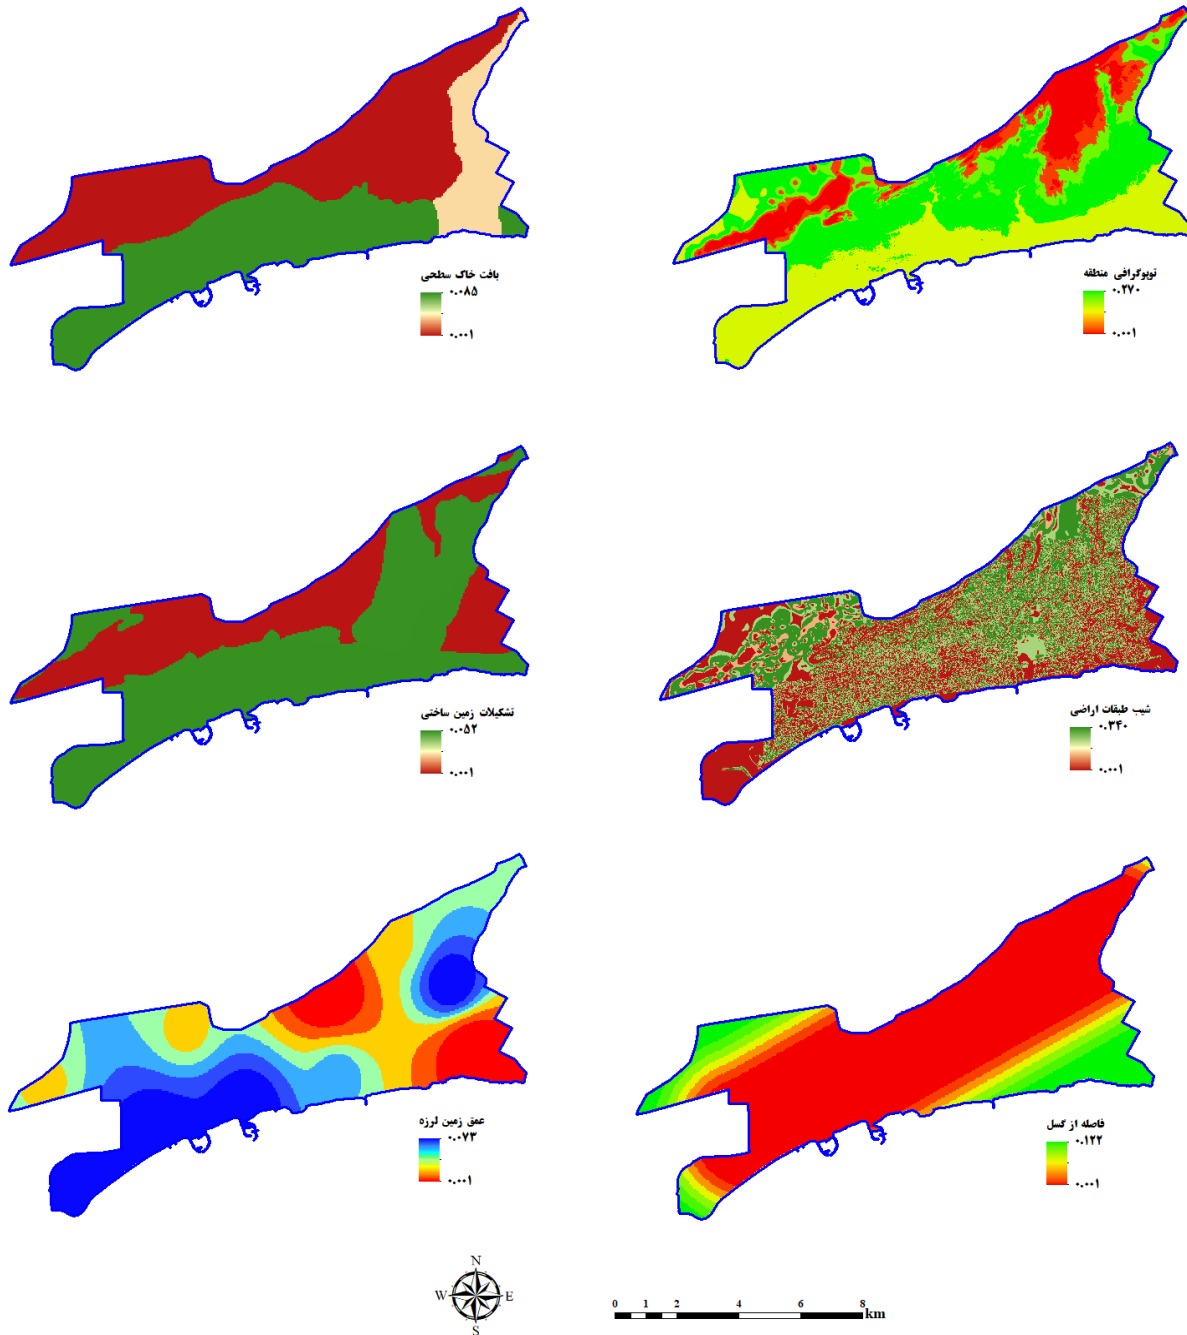 بافت خاک سطحی
۰.۰۸۵
۰.۰۰۱
توپوگرافی منطقه
۰.۲۷۰
۰.۰۰۱
تشکیلات زمین ساختی
۰.۰۵۲
۰.۰۰۱
شیب طبقات اراضی
۰.۳۴۰
۰.۰۰۱
عمق زمین لرزه
۰.۰۷۳
۰.۰۰۱
فاصله از گسل
۰.۱۲۲
۰.۰۰۱
N
W E
S
0 1 2 4 6 8
km